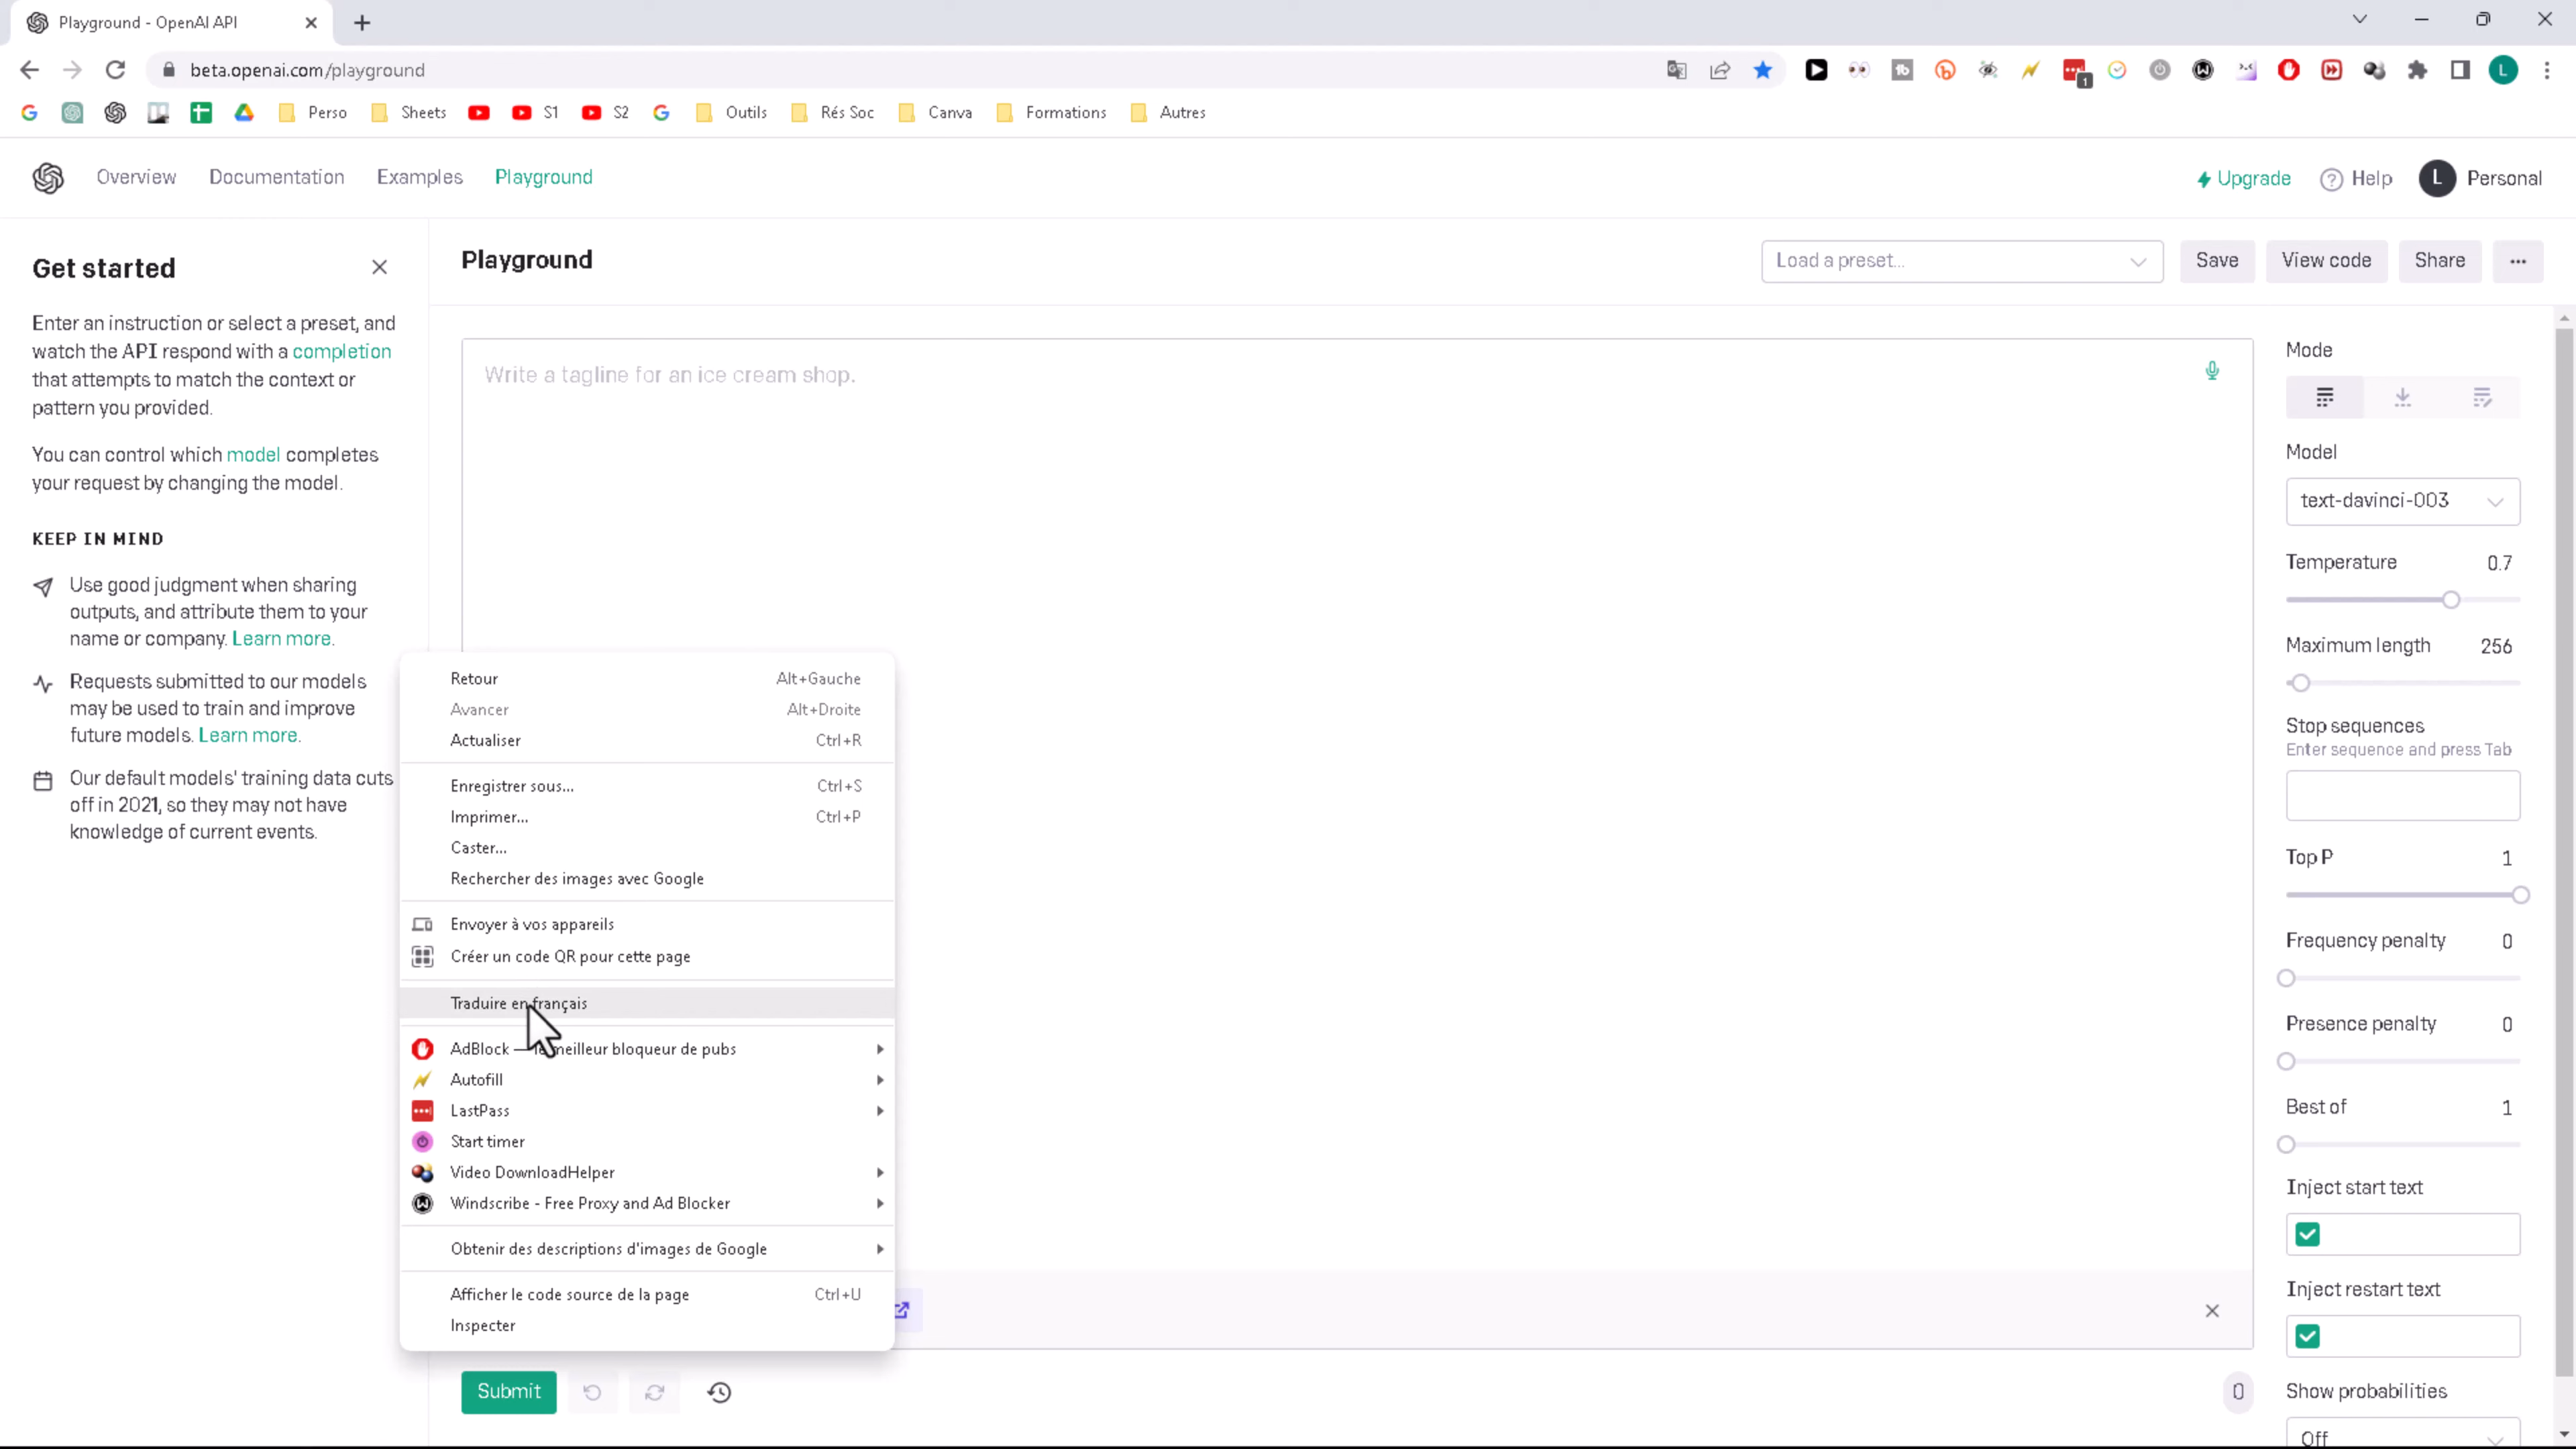 Playground - OpenAI API
beta.openai.com/playground
1
L
Perso
Sheets
S1
S2
Outils
Rés Soc
Canva
Formations
Autres
Overview
Documentation
Examples
Playground
Upgrade
Help
L
Personal
Get started
Enter an instruction or select a preset, and
watch the API respond with a completion
that attempts to match the context or
pattern you provided.
You can control which model completes
your request by changing the model.
KEEP IN MIND
Use good judgment when sharing
outputs, and attribute them to your
name or company. Learn more.
Requests submitted to our models
may be used to train and improve
future models. Learn more.
Our default models' training data cuts
off in 2021, so they may not have
knowledge of current events.
Playground
Load a preset...
Save
View code
Share
Write a tagline for an ice cream shop.
Retour Alt+Gauche
Avancer Alt+Droite
Actualiser Ctrl+R
Enregistrer sous... Ctrl+S
Imprimer... Ctrl+P
Caster...
Rechercher des images avec Google
Envoyer à vos appareils
Créer un code QR pour cette page
Traduire en français
AdBlock — le meilleur bloqueur de pubs
Autofill
LastPass
Start timer
Video DownloadHelper
Windscribe - Free Proxy and Ad Blocker
Obtenir des descriptions d'images de Google
Afficher le code source de la page Ctrl+U
Inspecter
Submit
0
Mode
Model
text-davinci-003
Temperature 0.7
Maximum length 256
Stop sequences
Enter sequence and press Tab
Top P 1
Frequency penalty 0
Presence penalty 0
Best of 1
Inject start text
Inject restart text
Show probabilities
Off